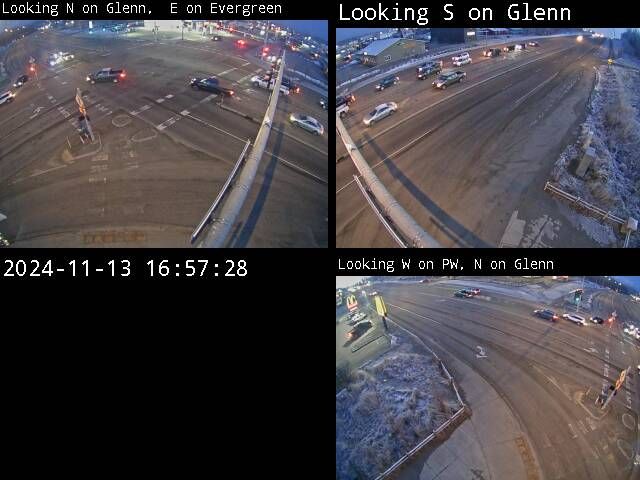 Looking N on Glenn,  E on Evergreen
Looking S on Glenn
2024-11-13 16:57:28
Looking W on PW, N on Glenn